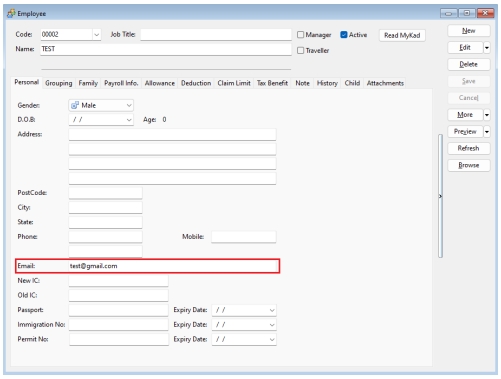 Employee
Code: 00002 Job Title: Manager Active Read MyKad New
Name: TEST Traveller Edit
Delete
Personal Grouping Family Payroll Info. Allowance Deduction Claim Limit Tax Benefit Note History Child Attachments Save
Cancel
Gender: Male More
D.O.B: / / Age: 0 Preview
Address: Refresh
Browse
PostCode:
City:
State:
Phone: Mobile:
Email: test@gmail.com
New IC:
Old IC:
Passport: Expiry Date: / /
Immigration No: Expiry Date: / /
Permit No: Expiry Date: / /